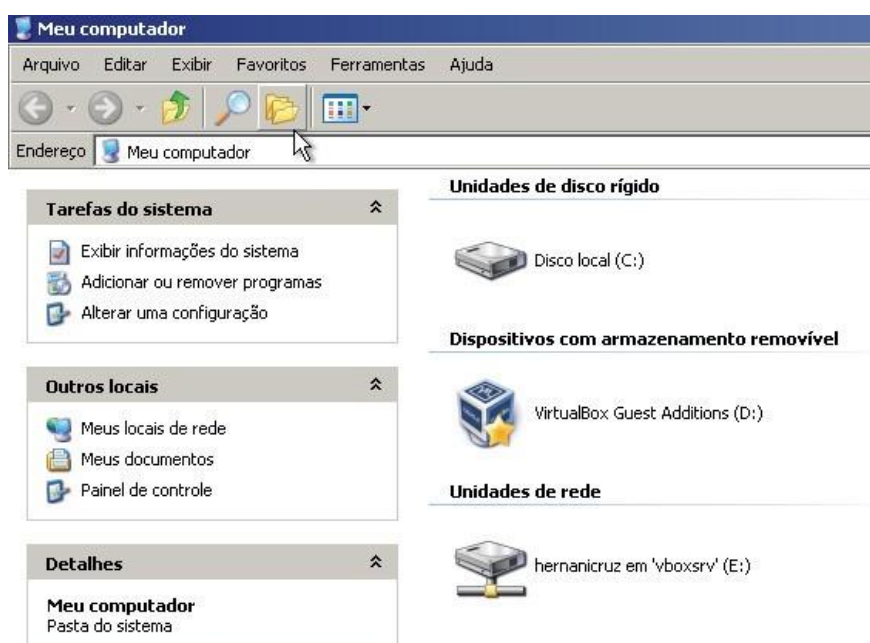 Meu computador
Arquivo Editar Exibir Favoritos Ferramentas Ajuda
Endereço Meu computador
Tarefas do sistema
Exibir informações do sistema
Adicionar ou remover programas
Alterar uma configuração
Outros locais
Meus locais de rede
Meus documentos
Painel de controle
Detalhes
Meu computador
Pasta do sistema
Unidades de disco rígido
Disco local (C:)
Dispositivos com armazenamento removível
VirtualBox Guest Additions (D:)
Unidades de rede
hernanicruz em 'vboxsrv' (E:)